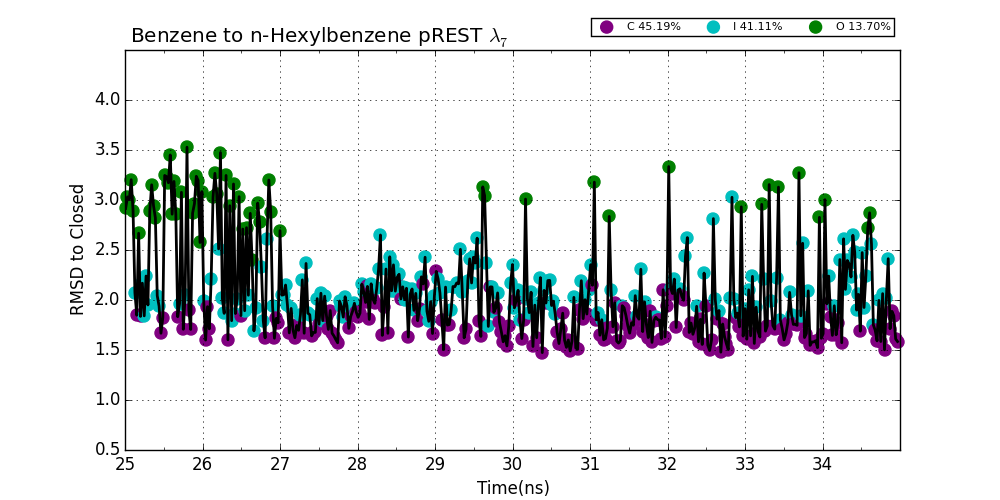 Benzene to n-Hexylbenzene pREST λ₇
C 45.19% I 41.11% O 13.70%
RMSD to Closed
4.0
3.5
3.0
2.5
2.0
1.5
1.0
0.5
25 26 27 28 29 30 31 32 33 34
Time(ns)